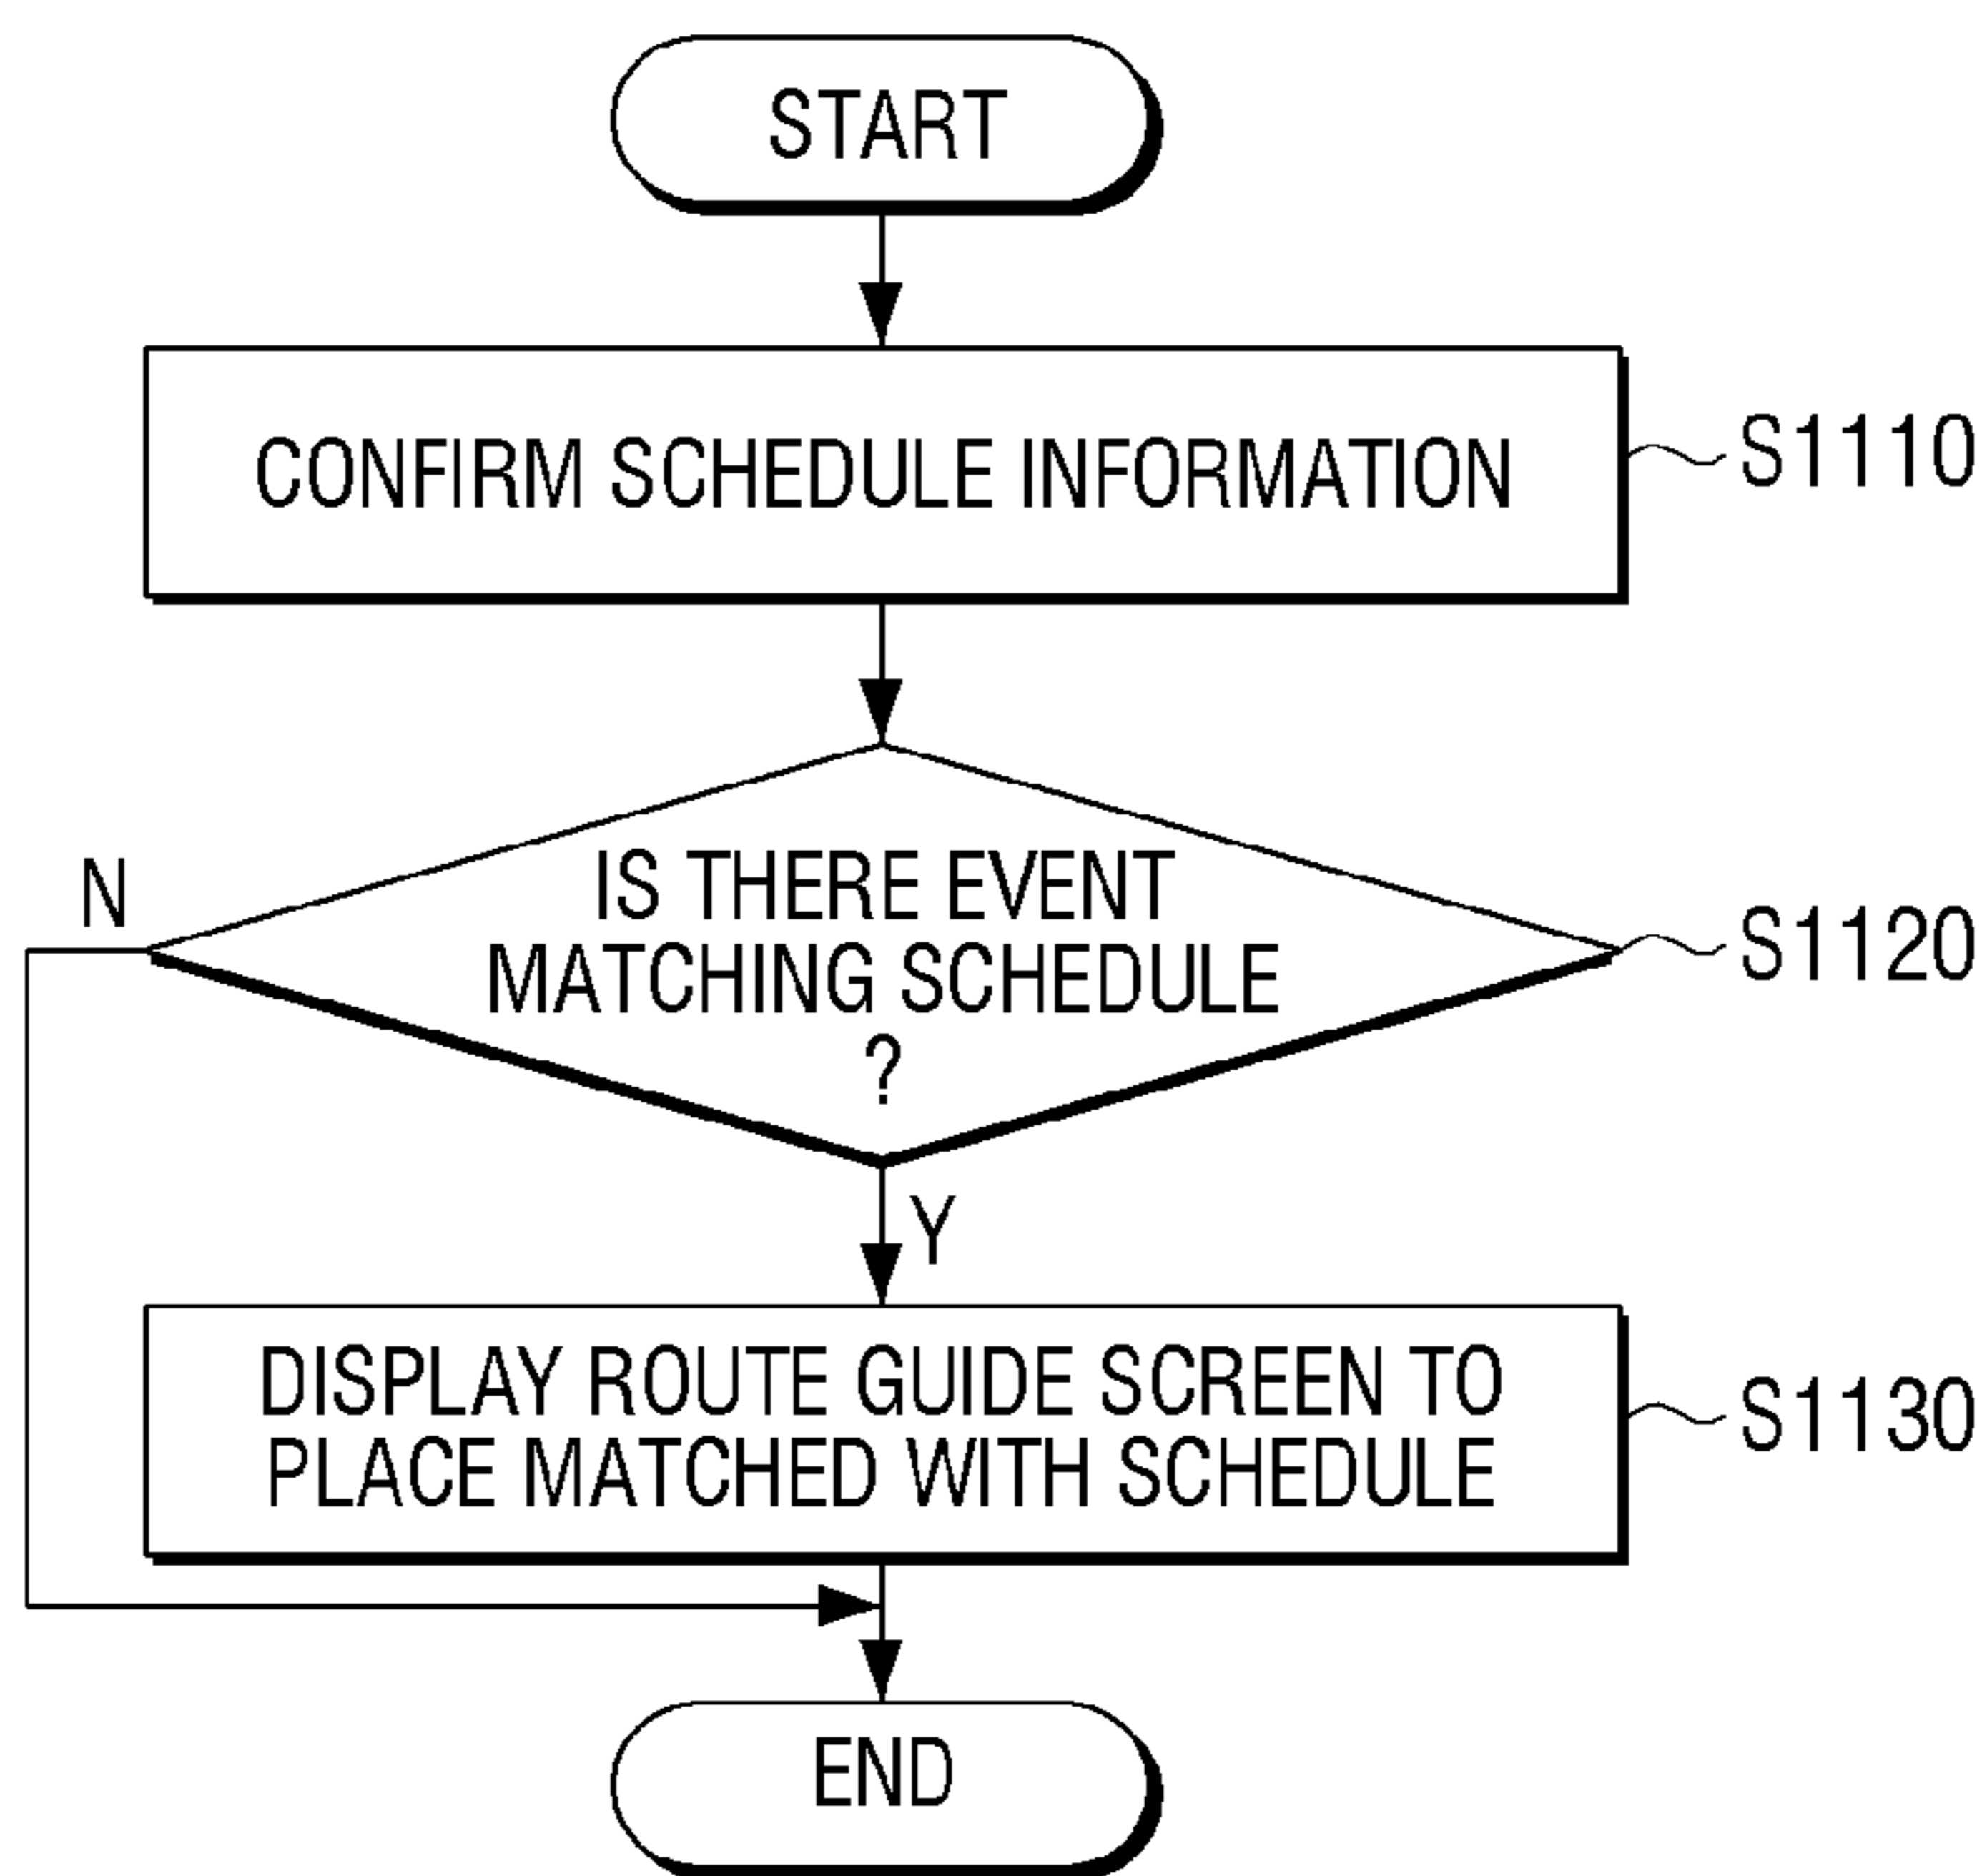 START
CONFIRM SCHEDULE INFORMATION
S1110
N
IS THERE EVENT
MATCHING SCHEDULE
?
S1120
Y
DISPLAY ROUTE GUIDE SCREEN TO
PLACE MATCHED WITH SCHEDULE
S1130
END